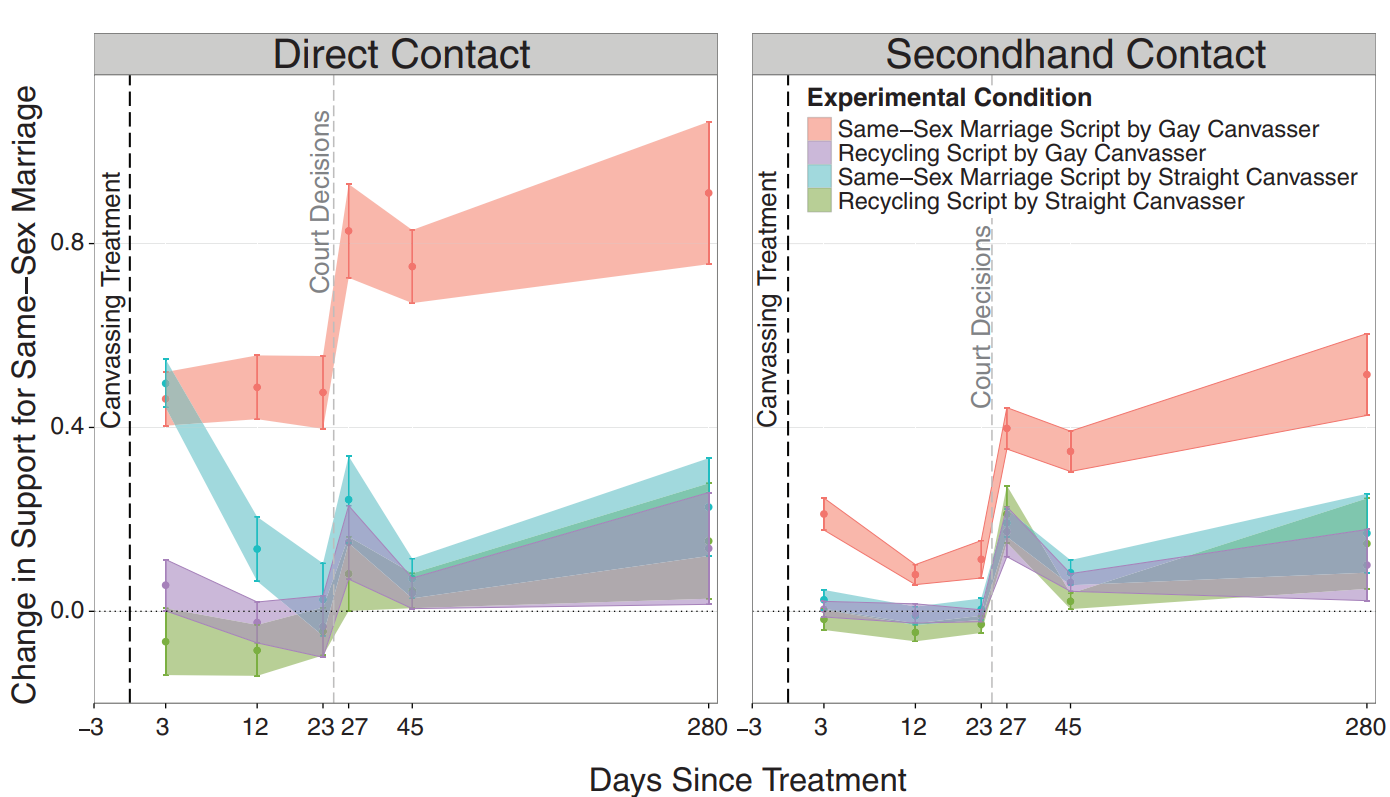 Direct Contact
Secondhand Contact
Change in Support for Same−Sex Marriage
0.8
0.4
0.0
Canvassing Treatment
Court Decisions
Canvassing Treatment
Court Decisions
Experimental Condition
Same−Sex Marriage Script by Gay Canvasser
Recycling Script by Gay Canvasser
Same−Sex Marriage Script by Straight Canvasser
Recycling Script by Straight Canvasser
−3 3 12 23 27 45 280
−3 3 12 23 27 45 280
Days Since Treatment